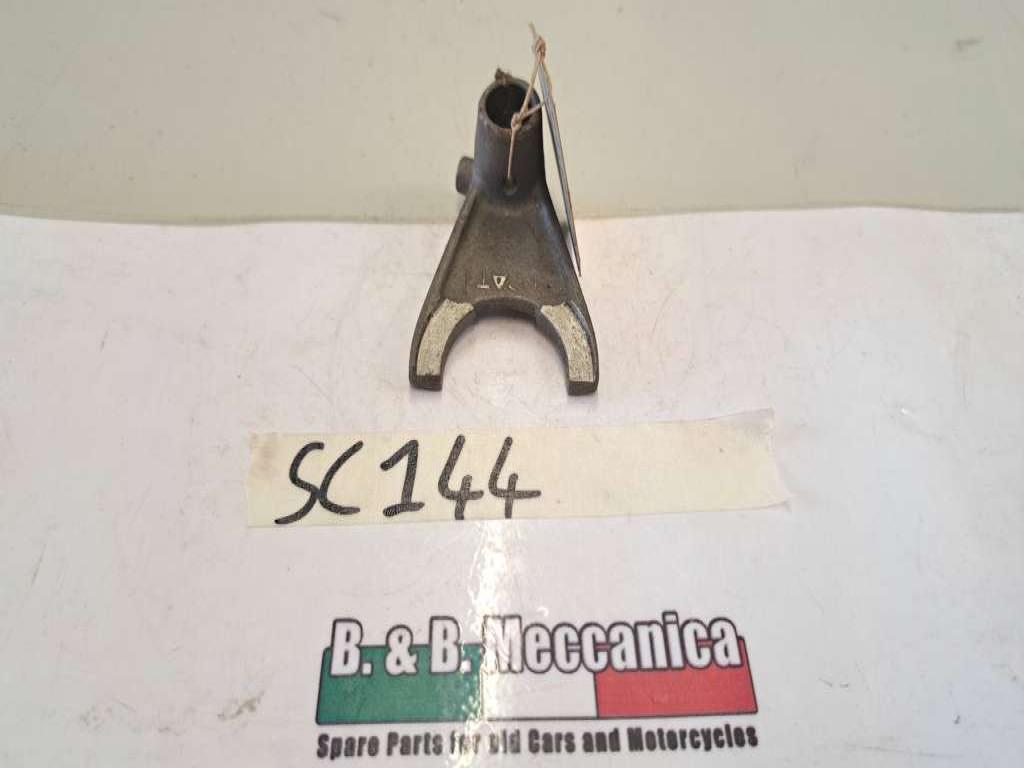 SC144
B. & B. Meccanica
Spare Parts for old Cars and Motorcycles